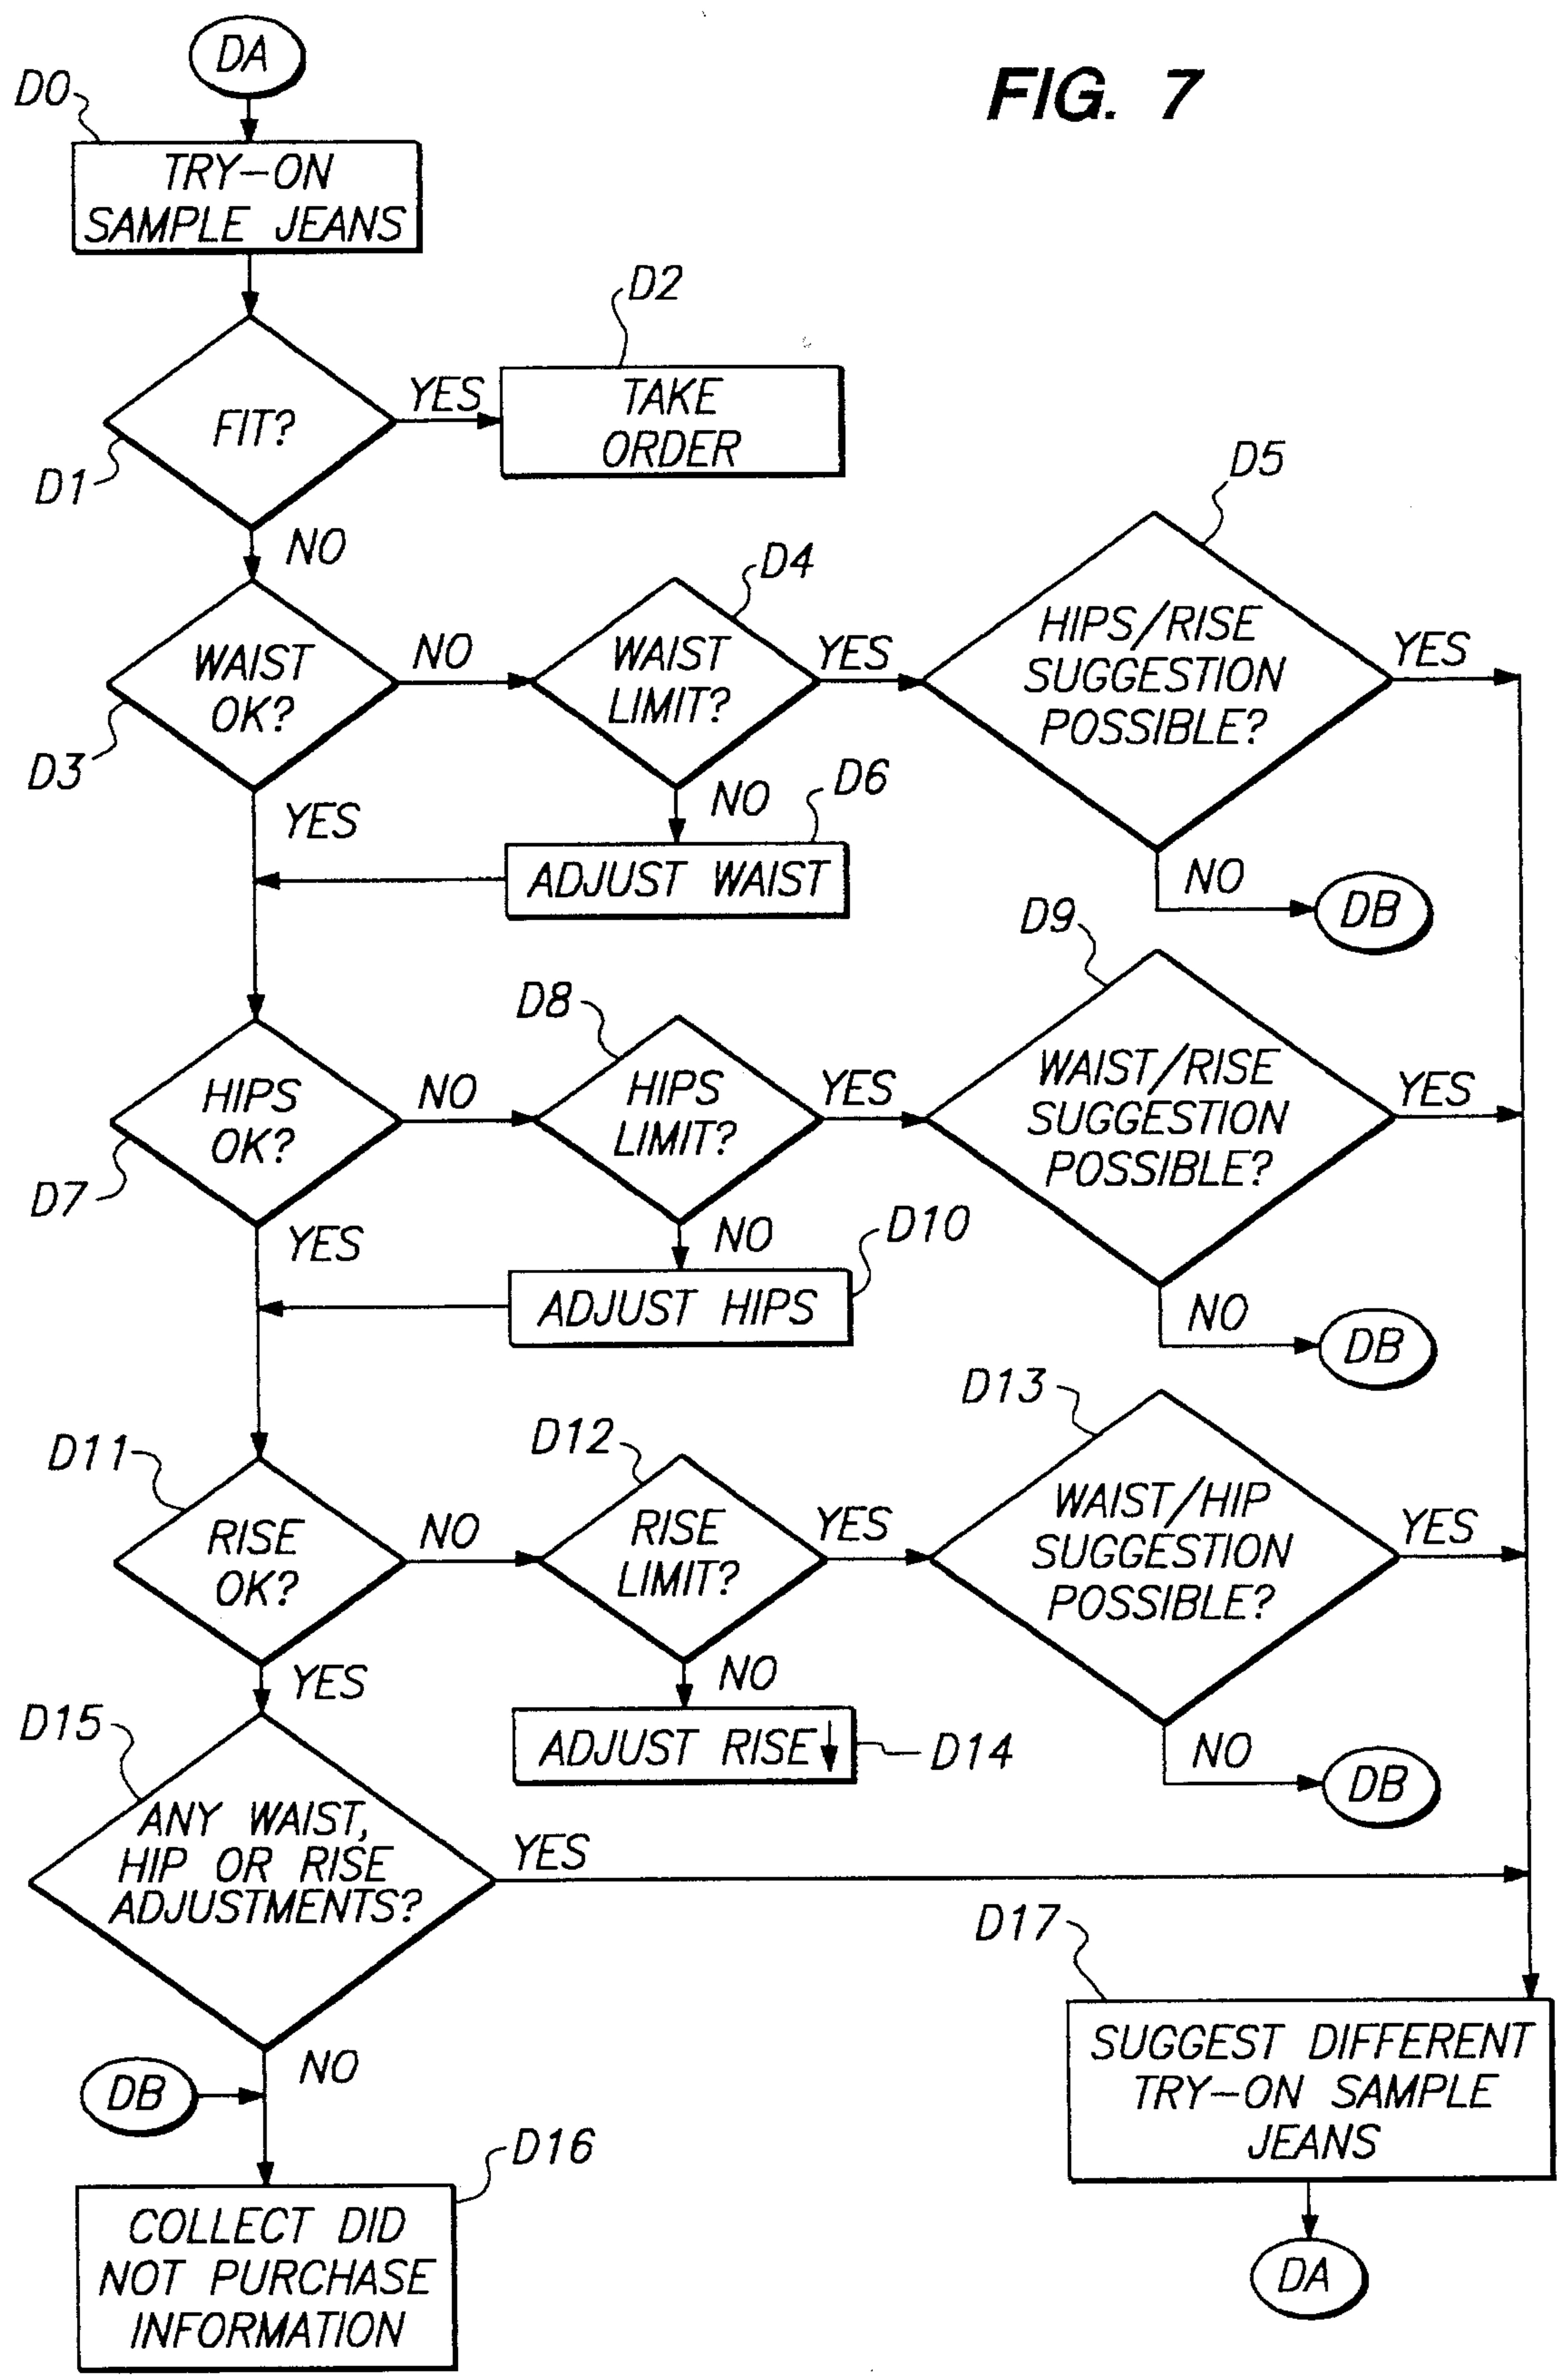 DA
FIG. 7
D0
TRY-ON
SAMPLE JEANS
D2
TAKE
ORDER
YES
FIT?
D1
NO
D5
D4
HIPS/RISE
SUGGESTION
POSSIBLE?
YES
WAIST
LIMIT?
YES
NO
WAIST
OK?
D3
YES
NO
D6
ADJUST WAIST
NO
DB
D9
D8
WAIST/RISE
SUGGESTION
POSSIBLE?
YES
HIPS
LIMIT?
YES
NO
HIPS
OK?
D7
YES
NO
D10
ADJUST HIPS
NO
DB
D13
D12
D11
WAIST/HIP
SUGGESTION
POSSIBLE?
YES
RISE
LIMIT?
YES
NO
RISE
OK?
YES
NO
ADJUST RISE
D14
NO
DB
D15
ANY WAIST,
HIP OR RISE
ADJUSTMENTS?
YES
D17
SUGGEST DIFFERENT
TRY-ON SAMPLE
JEANS
NO
DB
D16
COLLECT DID
NOT PURCHASE
INFORMATION
DA